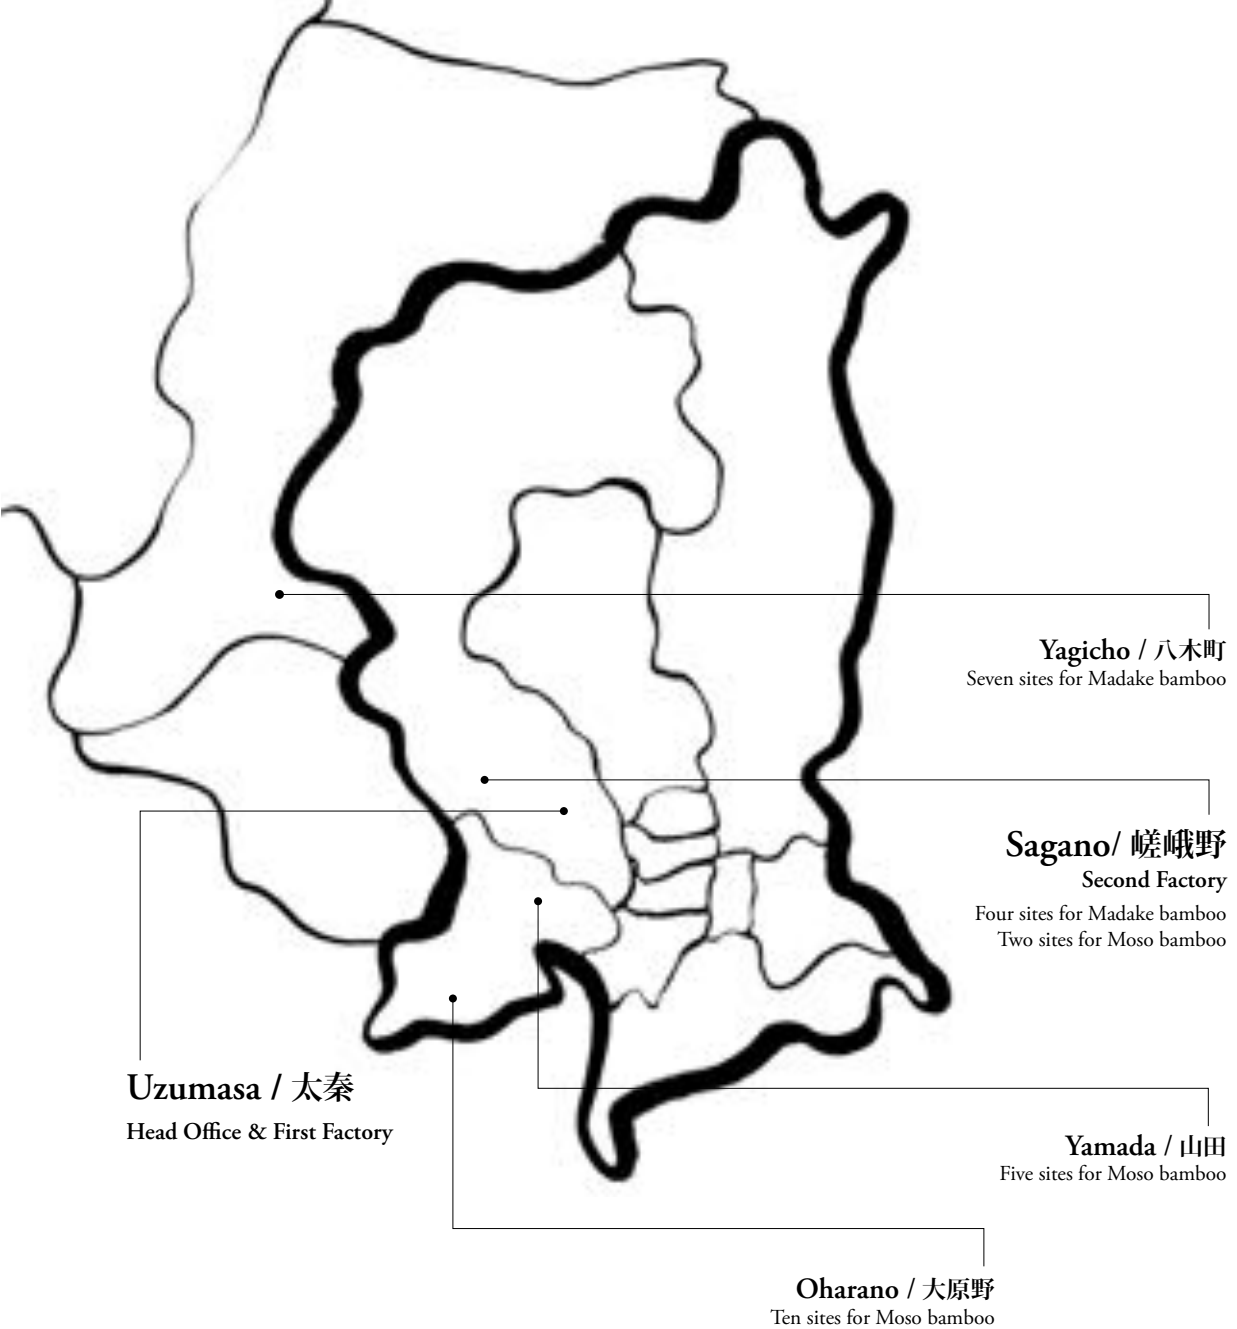 Yagicho / 八木町
Seven sites for Madake bamboo
Sagano/ 嵯峨野
Second Factory
Four sites for Madake bamboo
Two sites for Moso bamboo
Uzumasa / 太秦
Head Office & First Factory
Yamada / 山田
Five sites for Moso bamboo
Oharano / 大原野
Ten sites for Moso bamboo